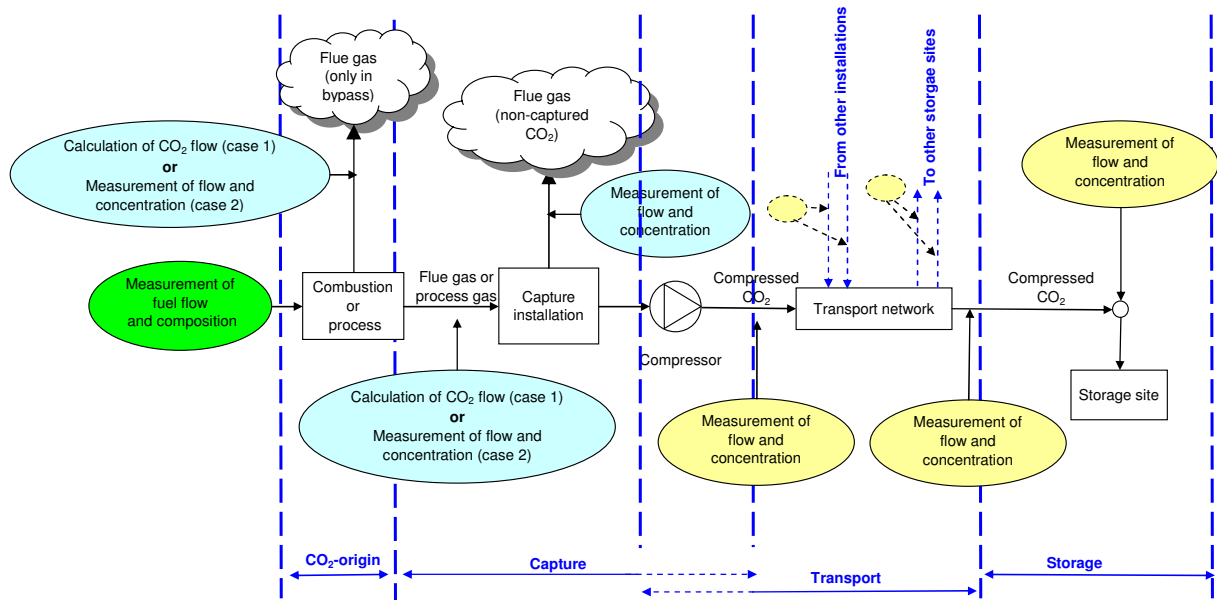 Flue gas
(only in
bypass)
Flue gas
(non-captured
CO₂)
From other installations
To other storgae sites
Calculation of CO₂ flow (case 1)
or
Measurement of flow and
concentration (case 2)
Measurement of
flow and
concentration
Measurement of
flow and
concentration
Measurement of
fuel flow
and composition
Combustion
or
process
Flue gas or
process gas
Capture
installation
Compressor
Compressed
CO₂
Transport network
Compressed
CO₂
Storage site
Calculation of CO₂ flow (case 1)
or
Measurement of flow and
concentration (case 2)
Measurement of
flow and
concentration
Measurement of
flow and
concentration
CO₂-origin
Capture
Transport
Storage